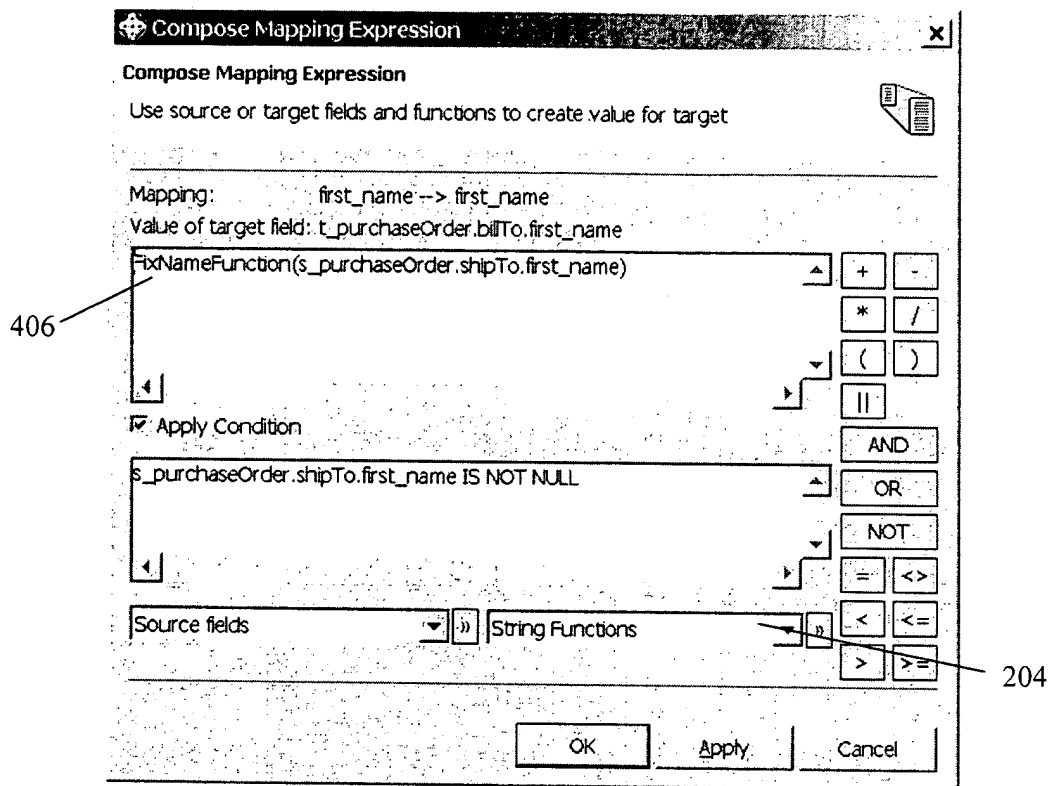 Compose Mapping Expression
Compose Mapping Expression
Use source or target fields and functions to create value for target
Mapping: first_name --> first_name
Value of target field: t_purchaseOrder.billTo.first_name
FixNameFunction(s_purchaseOrder.shipTo.first_name)
+ -
* /
( )
||
406
Apply Condition
AND
s_purchaseOrder.shipTo.first_name IS NOT NULL
OR
NOT
= <>
Source fields » String Functions »
< <=
> >=
204
OK Apply Cancel